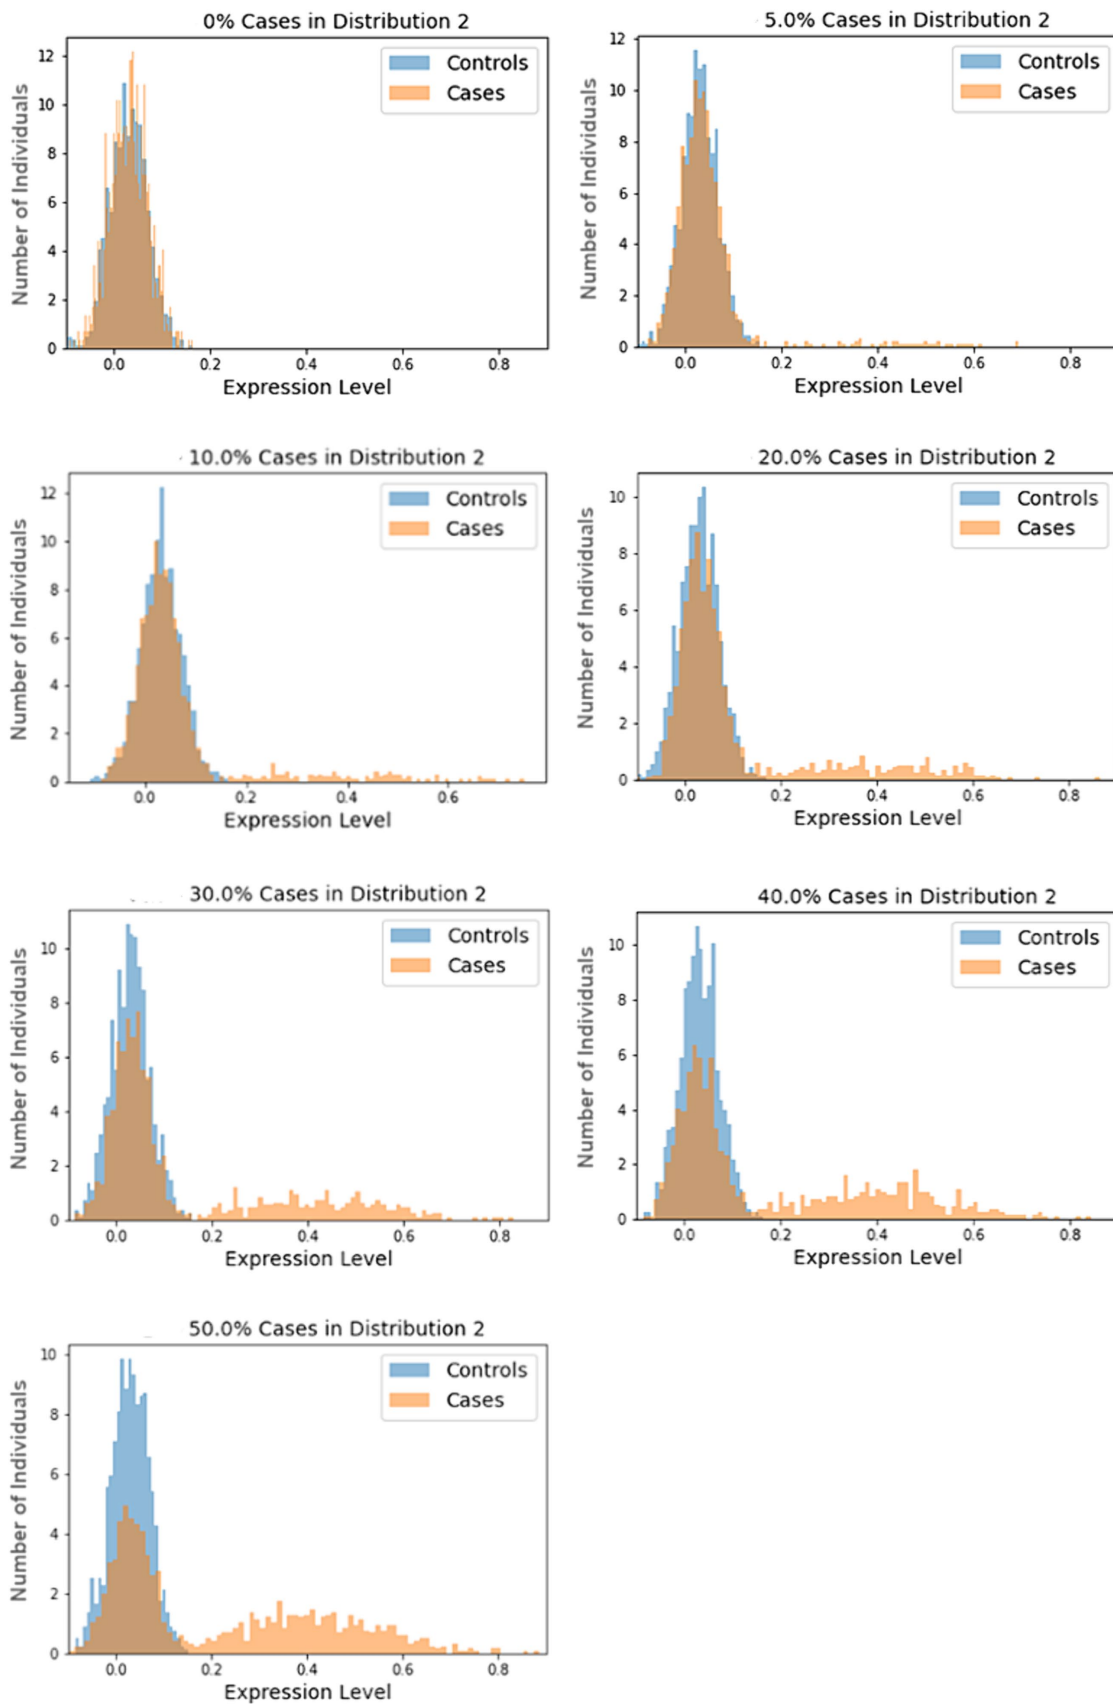 0% Cases in Distribution 2
12
10
8
6
4
2
0
Number of Individuals
Controls
Cases
0.0 0.2 0.4 0.6 0.8
Expression Level
5.0% Cases in Distribution 2
12
10
8
6
4
2
0
Number of Individuals
Controls
Cases
0.0 0.2 0.4 0.6 0.8
Expression Level
10.0% Cases in Distribution 2
12
10
8
6
4
2
0
Number of Individuals
Controls
Cases
0.0 0.2 0.4 0.6
Expression Level
20.0% Cases in Distribution 2
10
8
6
4
2
0
Number of Individuals
Controls
Cases
0.0 0.2 0.4 0.6 0.8
Expression Level
30.0% Cases in Distribution 2
10
8
6
4
2
0
Number of Individuals
Controls
Cases
0.0 0.2 0.4 0.6 0.8
Expression Level
40.0% Cases in Distribution 2
10
8
6
4
2
0
Number of Individuals
Controls
Cases
0.0 0.2 0.4 0.6 0.8
Expression Level
50.0% Cases in Distribution 2
10
8
6
4
2
0
Number of Individuals
Controls
Cases
0.0 0.2 0.4 0.6 0.8
Expression Level